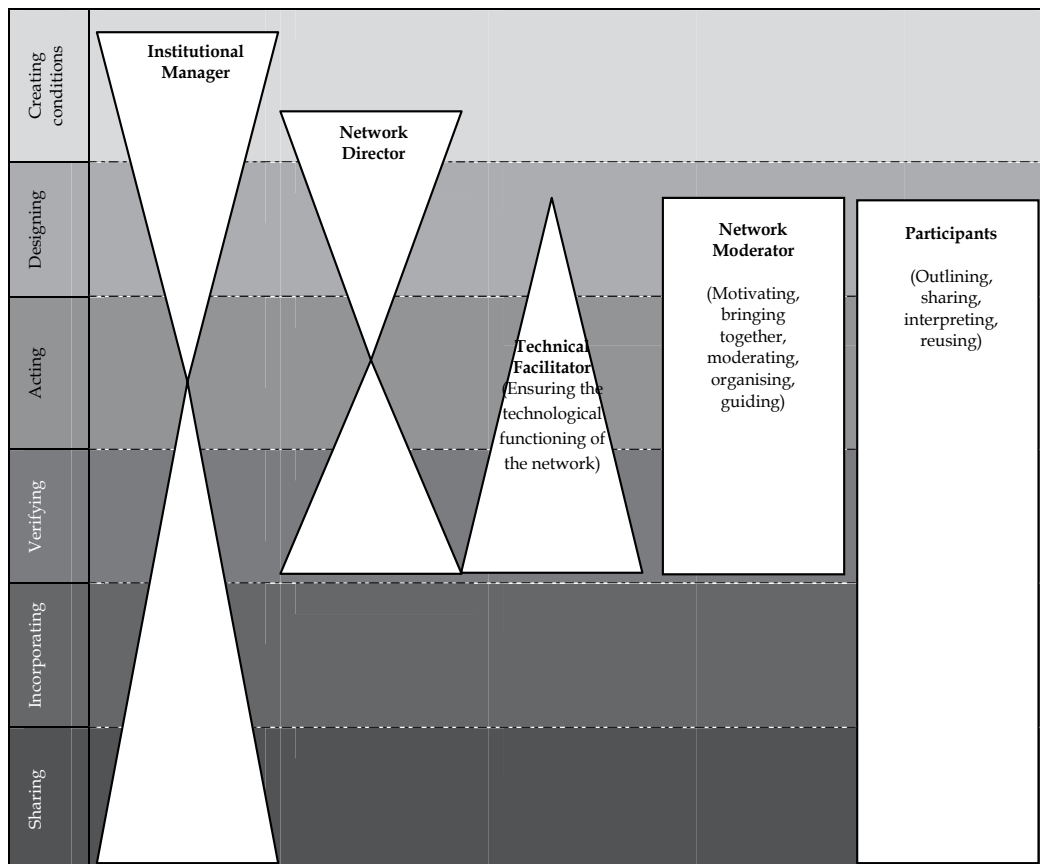 Creating
conditions
Designing
Acting
Verifying
Incorporating
Sharing
Institutional
Manager
Network
Director
Technical
Facilitator
(Ensuring the
technological
functioning of
the network)
Network
Moderator
(Motivating,
bringing
together,
moderating,
organising,
guiding)
Participants
(Outlining,
sharing,
interpreting,
reusing)